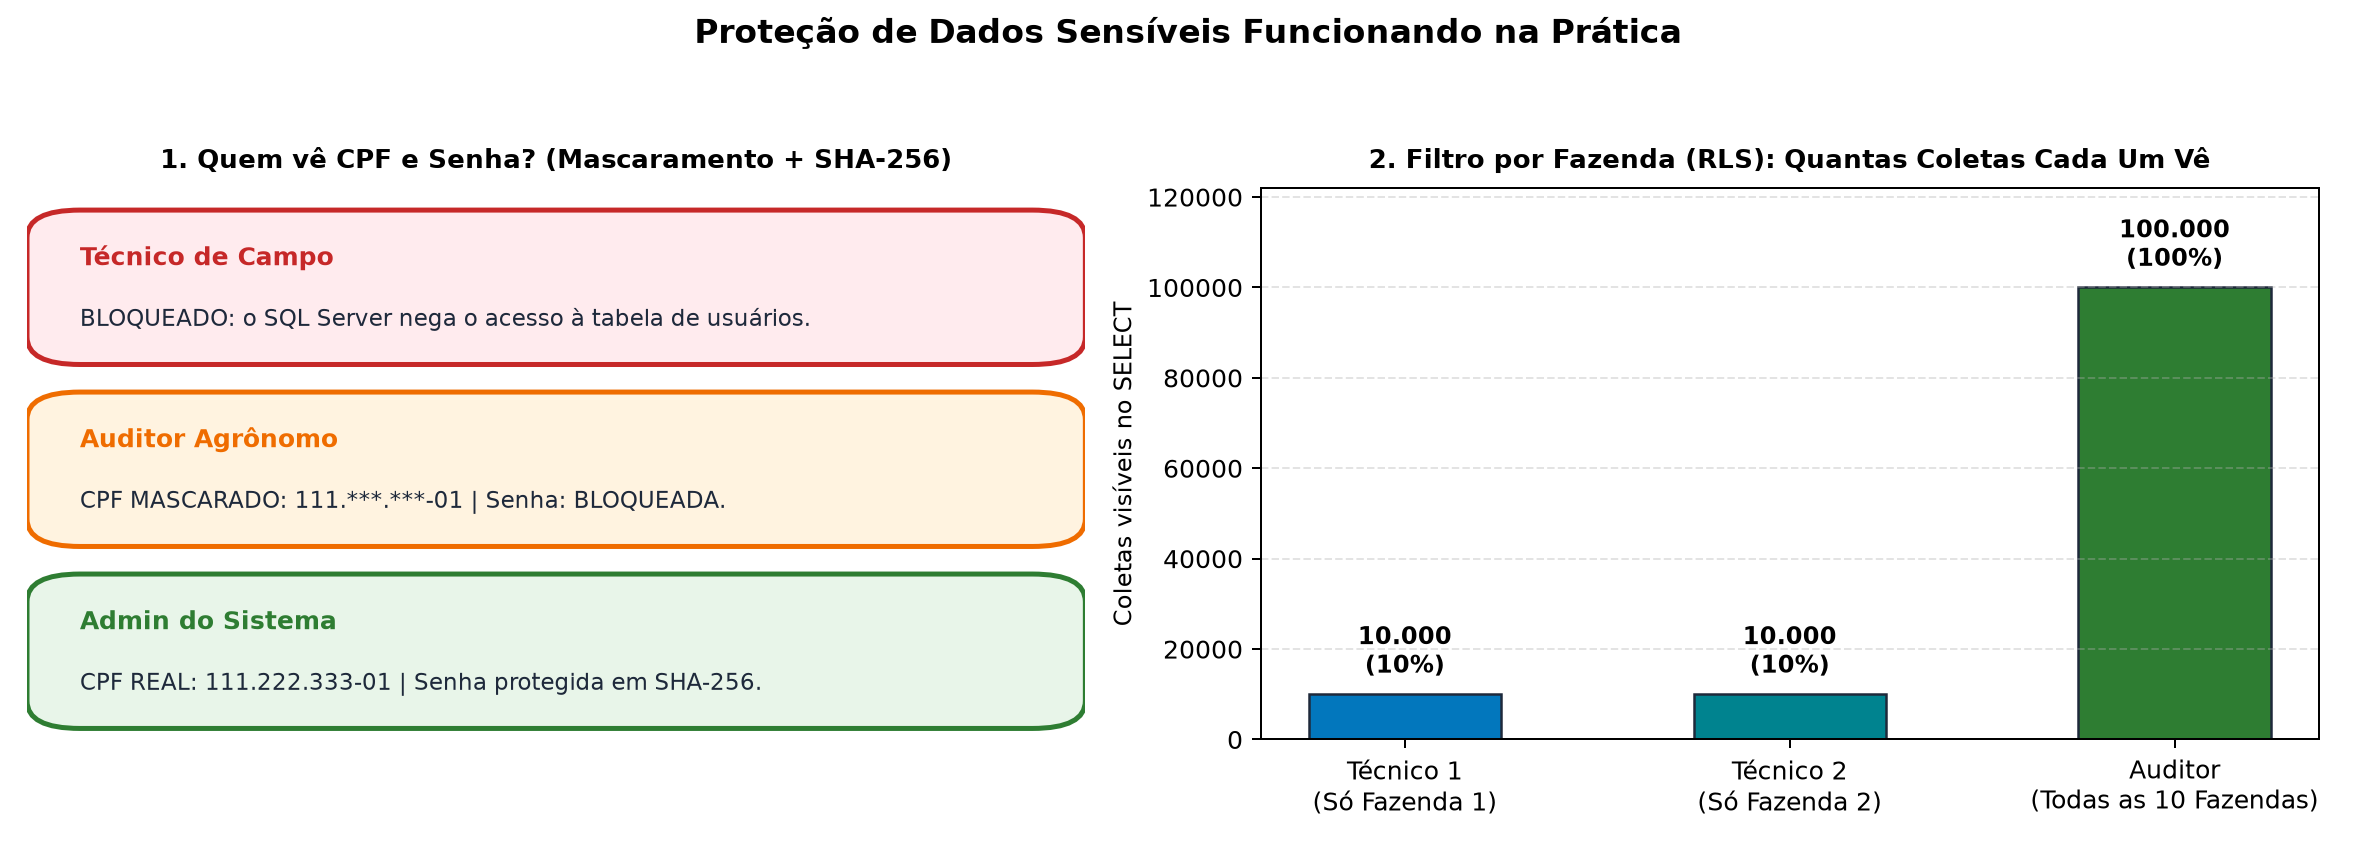 Proteção de Dados Sensíveis Funcionando na Prática
1. Quem vê CPF e Senha? (Mascaramento + SHA-256)
Técnico de Campo
BLOQUEADO: o SQL Server nega o acesso à tabela de usuários.
Auditor Agrônomo
CPF MASCARADO: 111.***.***-01 | Senha: BLOQUEADA.
Admin do Sistema
CPF REAL: 111.222.333-01 | Senha protegida em SHA-256.
2. Filtro por Fazenda (RLS): Quantas Coletas Cada Um Vê
Coletas visíveis no SELECT
120000
100000
80000
60000
40000
20000
0
10.000
(10%)
10.000
(10%)
100.000
(100%)
Técnico 1
(Só Fazenda 1)
Técnico 2
(Só Fazenda 2)
Auditor
(Todas as 10 Fazendas)